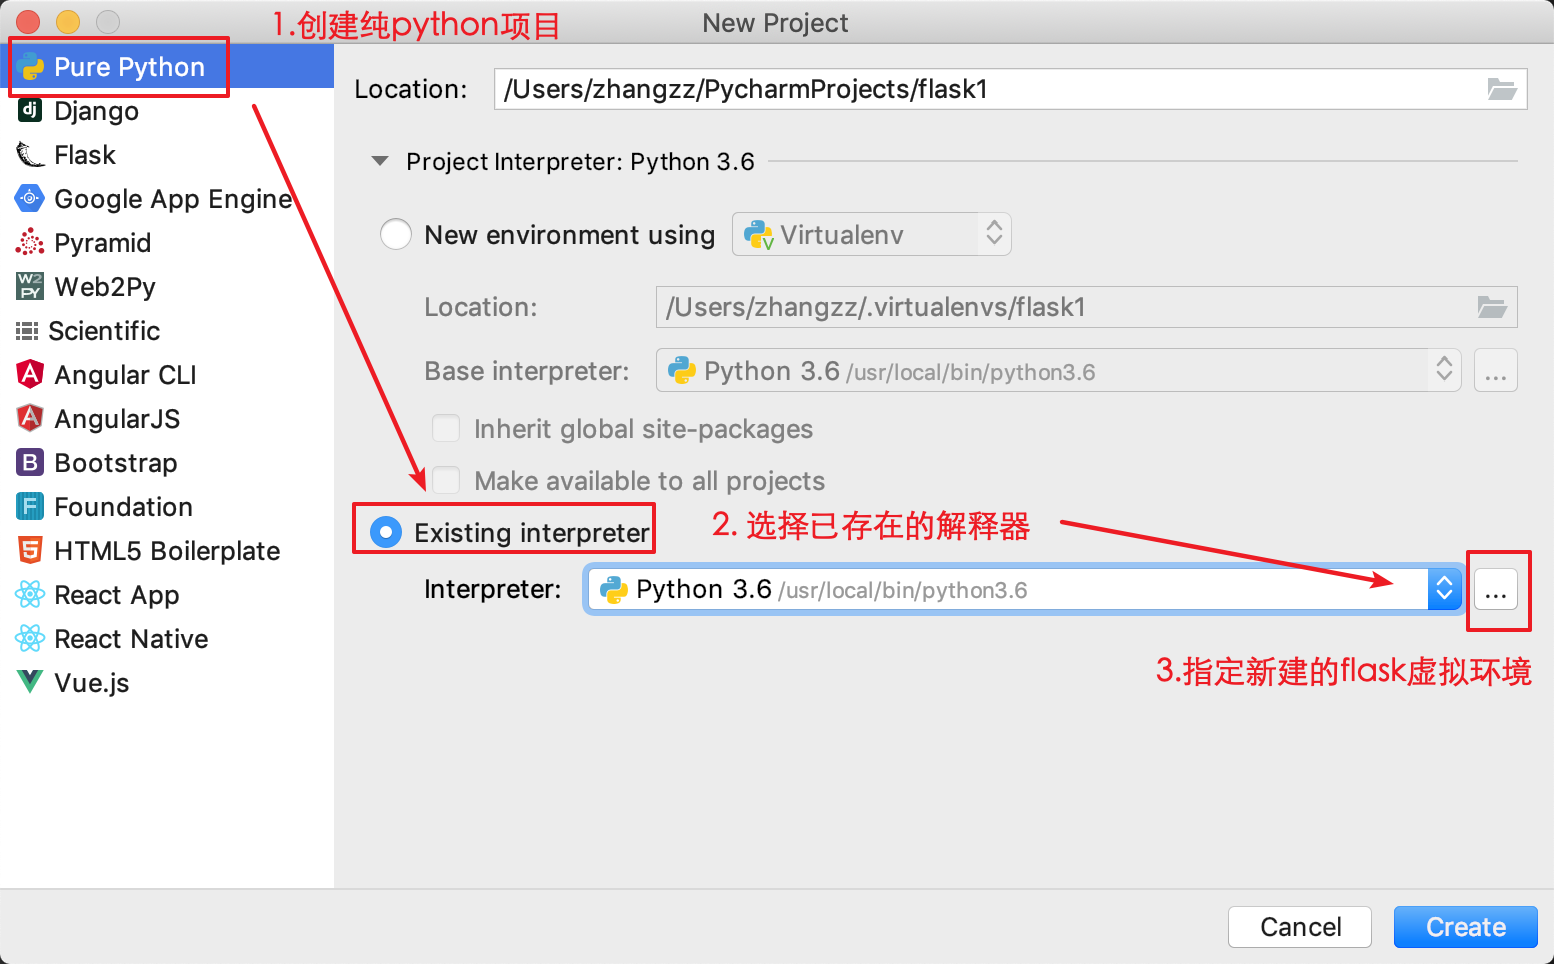 1.创建纯python项目
New Project
Pure Python
Django
Flask
Google App Engine
Pyramid
W2PY
Web2Py
Scientific
Angular CLI
AngularJS
Bootstrap
Foundation
HTML5 Boilerplate
React App
React Native
Vue.js
Location: /Users/zhangzz/PycharmProjects/flask1
Project Interpreter: Python 3.6
New environment using Virtualenv
Location: /Users/zhangzz/.virtualenvs/flask1
Base interpreter: Python 3.6 /usr/local/bin/python3.6 ...
Inherit global site-packages
Make available to all projects
Existing interpreter
2. 选择已存在的解释器
Interpreter: Python 3.6 /usr/local/bin/python3.6 ...
3.指定新建的flask虚拟环境
Cancel
Create